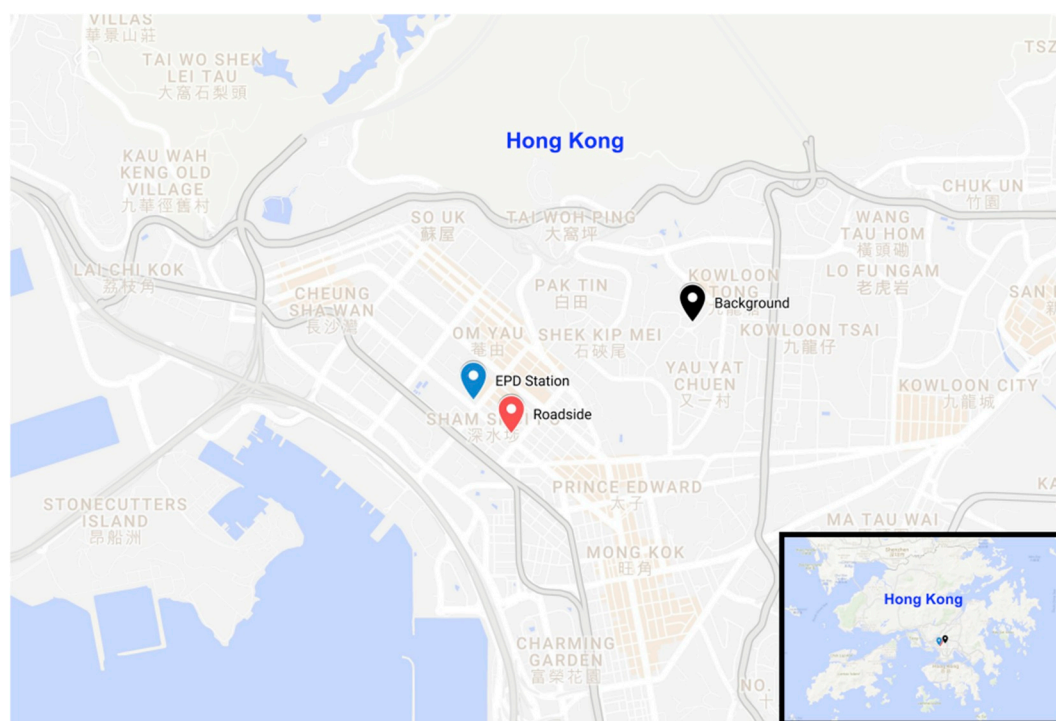 VILLAS
華景山莊
TAI WO SHEK
LEI TAU
大窩石梨頭
TSZ
Hong Kong
KAU WAH
KENG OLD
VILLAGE
九華徑舊村
CHUK UN
竹園
SO UK
蘇屋
TAI WOH PING
大窩坪
WANG
TAU HOM
橫頭磡
LAI CHI KOK
荔枝角
PAK TIN
白田
KOWLOON
TONG
LO FU NGAM
老虎岩
CHEUNG
SHA WAN
長沙灣
Background
SAN
OM YAU
菴由
SHEK KIP MEI
石硤尾
KOWLOON TSAI
九龍仔
EPD Station
YAU YAT
CHUEN
又一村
KOWLOON CITY
九龍城
Roadside
SHAM
深水埗
PRINCE EDWARD
太子
STONECUTTERS
ISLAND
昂船洲
KA
MA TAU WAI
MONG KOK
旺角
Hong Kong
CHARMING
GARDEN
富榮花園
NO.